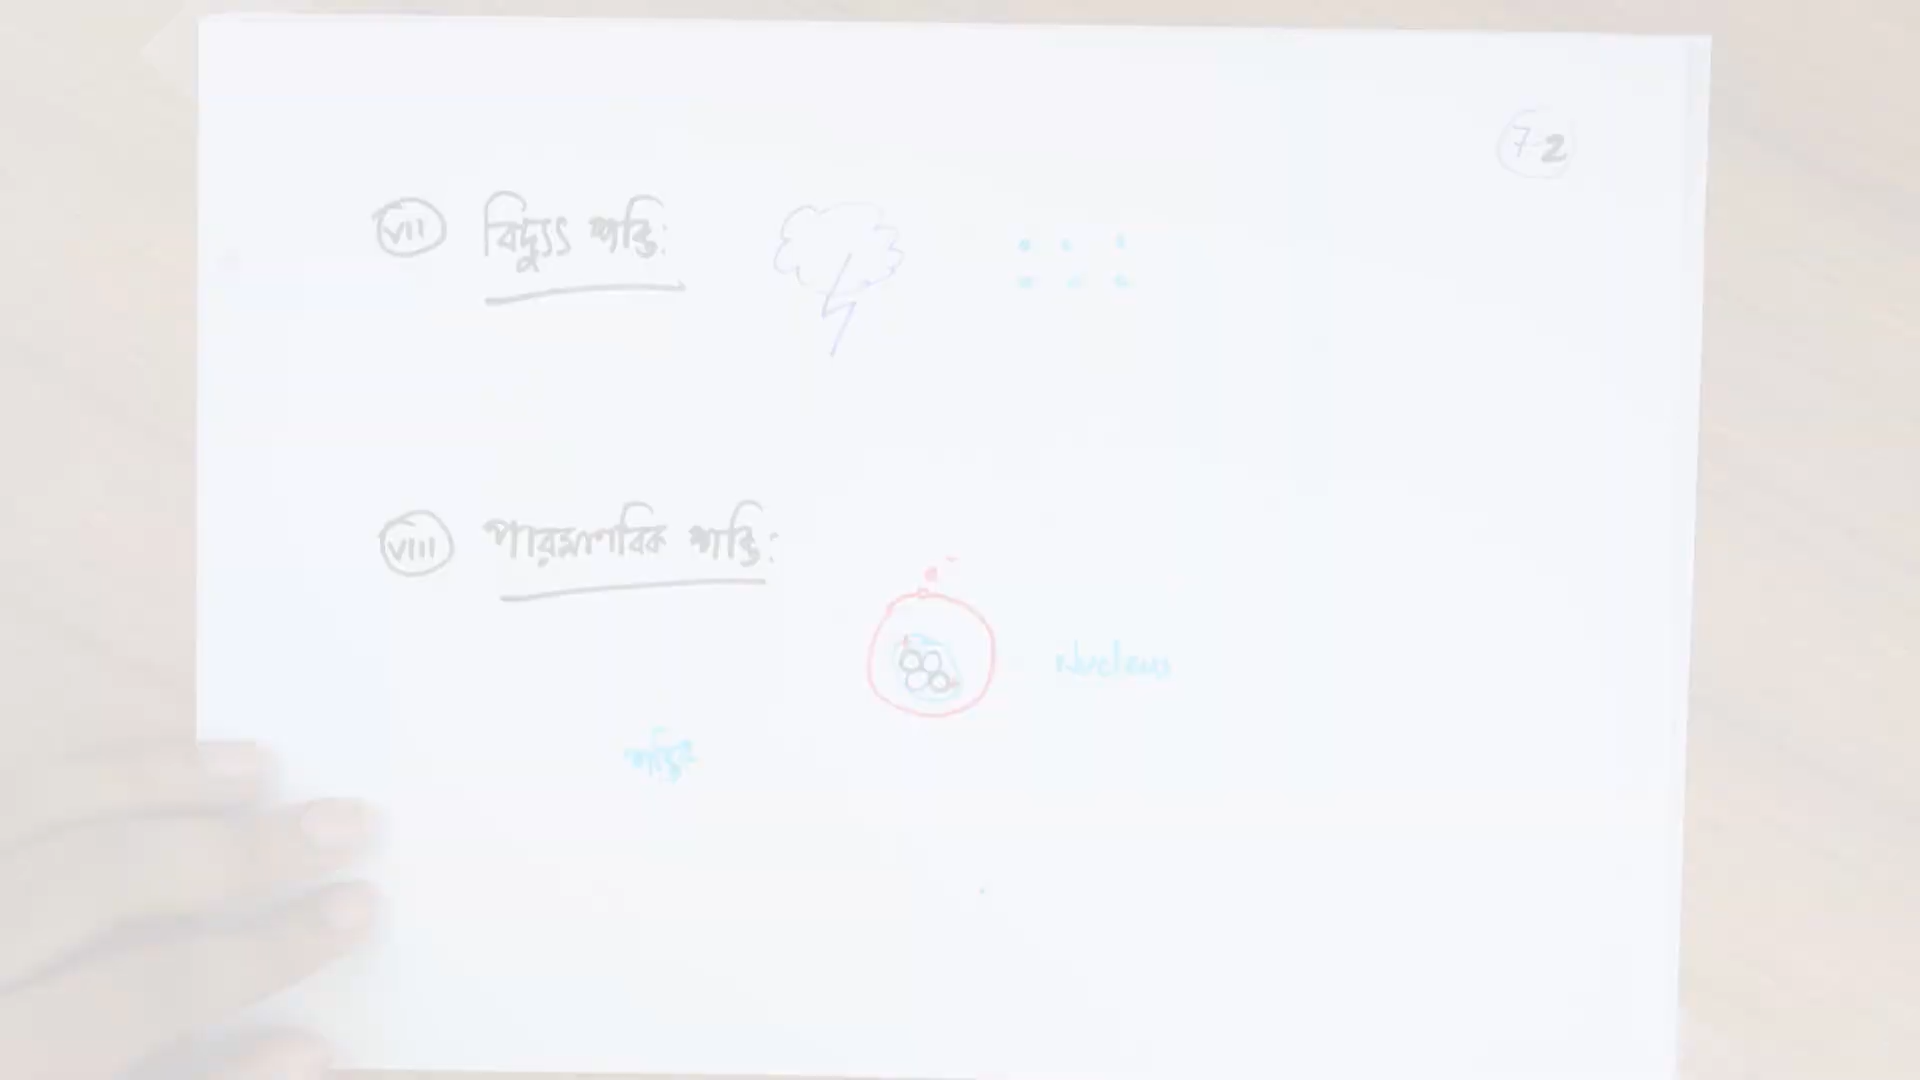 7-2
vii বিদ্যুৎ শক্তি:
viii পারমাণবিক শক্তি:
e-
Nucleus